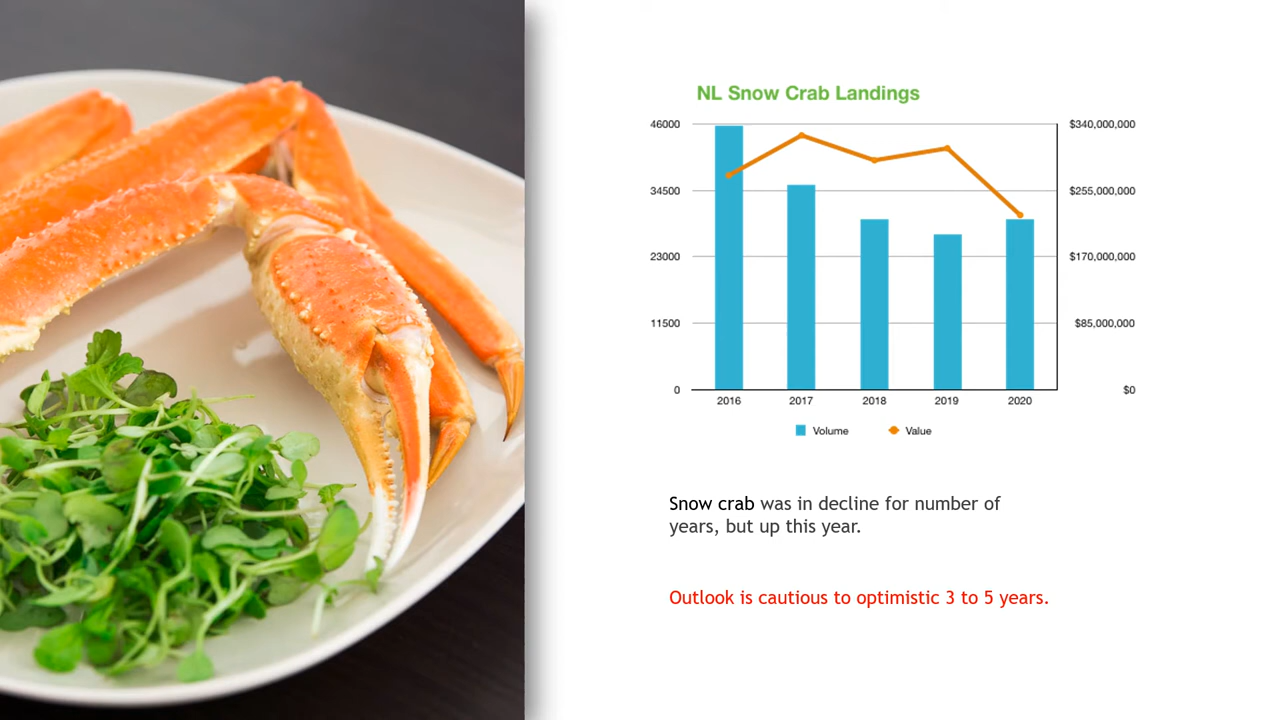 NL Snow Crab Landings
46000
34500
23000
11500
0
$340,000,000
$255,000,000
$170,000,000
$85,000,000
$0
2016 2017 2018 2019 2020
Volume Value
Snow crab was in decline for number of
years, but up this year.
Outlook is cautious to optimistic 3 to 5 years.